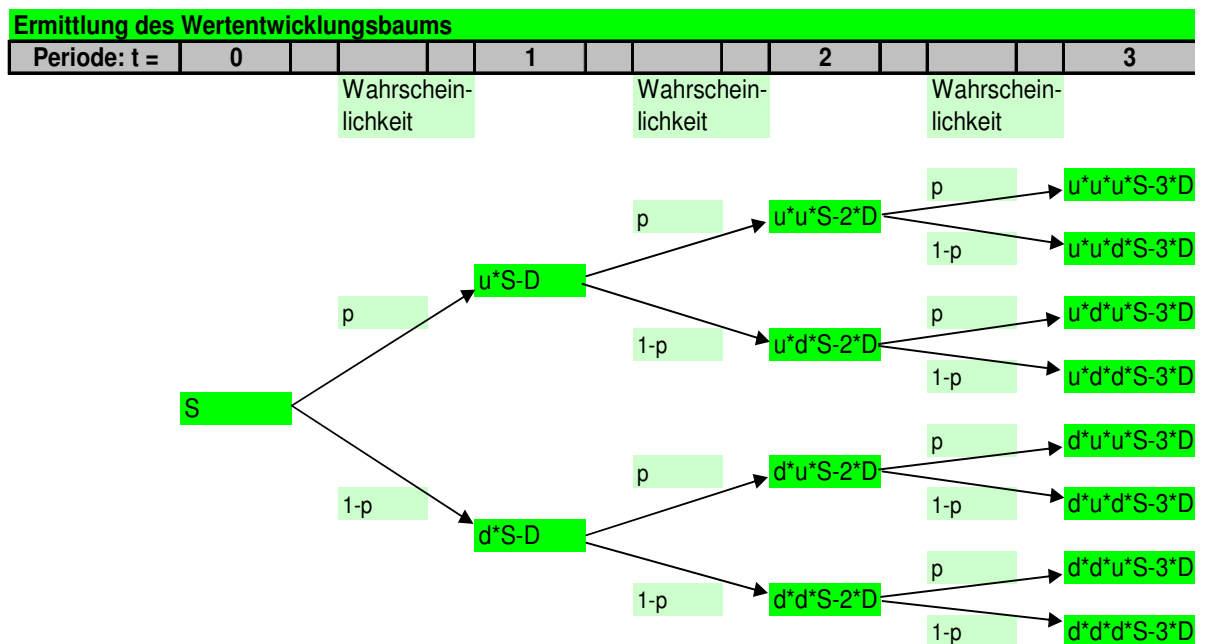 Ermittlung des Wertentwicklungsbaums
Periode: t = 0 1 2 3
Wahrschein- Wahrschein- Wahrschein-
lichkeit lichkeit lichkeit
p u*u*u*S-3*D
p u*u*S-2*D
1-p u*u*d*S-3*D
u*S-D
p p u*d*u*S-3*D
1-p u*d*S-2*D
1-p u*d*d*S-3*D
S
p d*u*u*S-3*D
p d*u*S-2*D
1-p 1-p d*u*d*S-3*D
d*S-D
p d*d*u*S-3*D
1-p d*d*S-2*D
1-p d*d*d*S-3*D